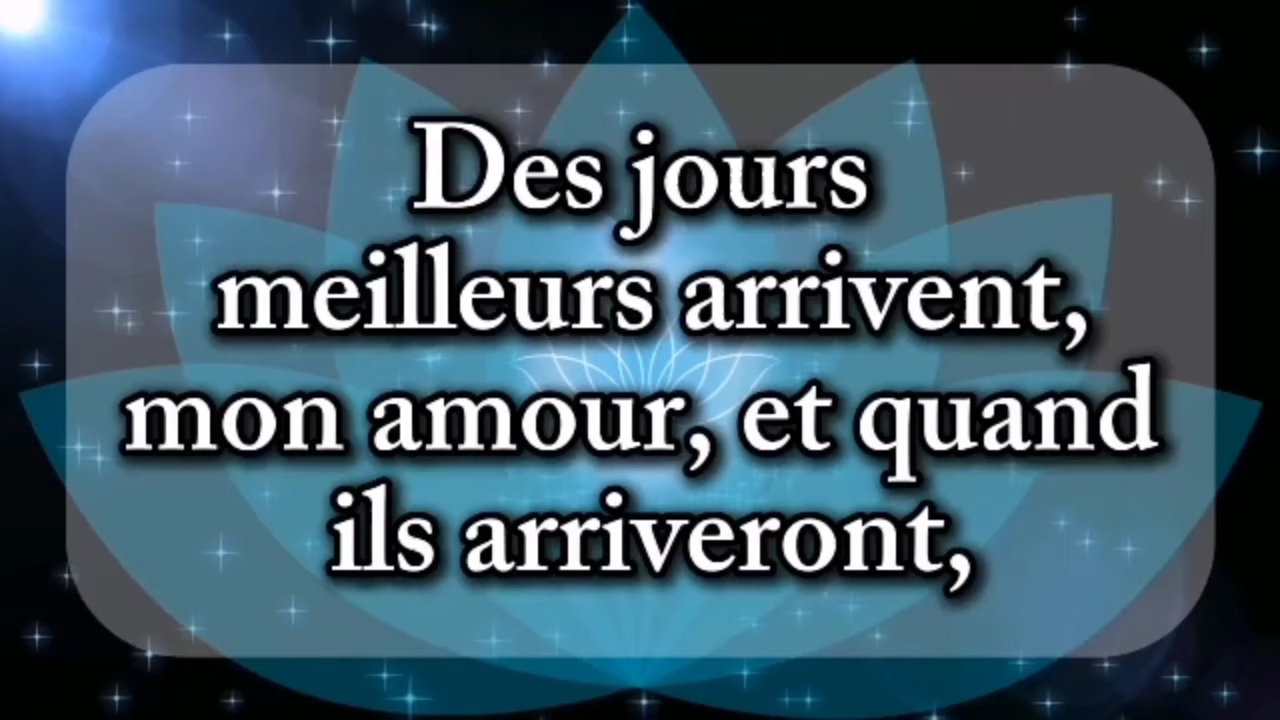 Des jours
meilleurs arrivent,
mon amour, et quand
ils arriveront,